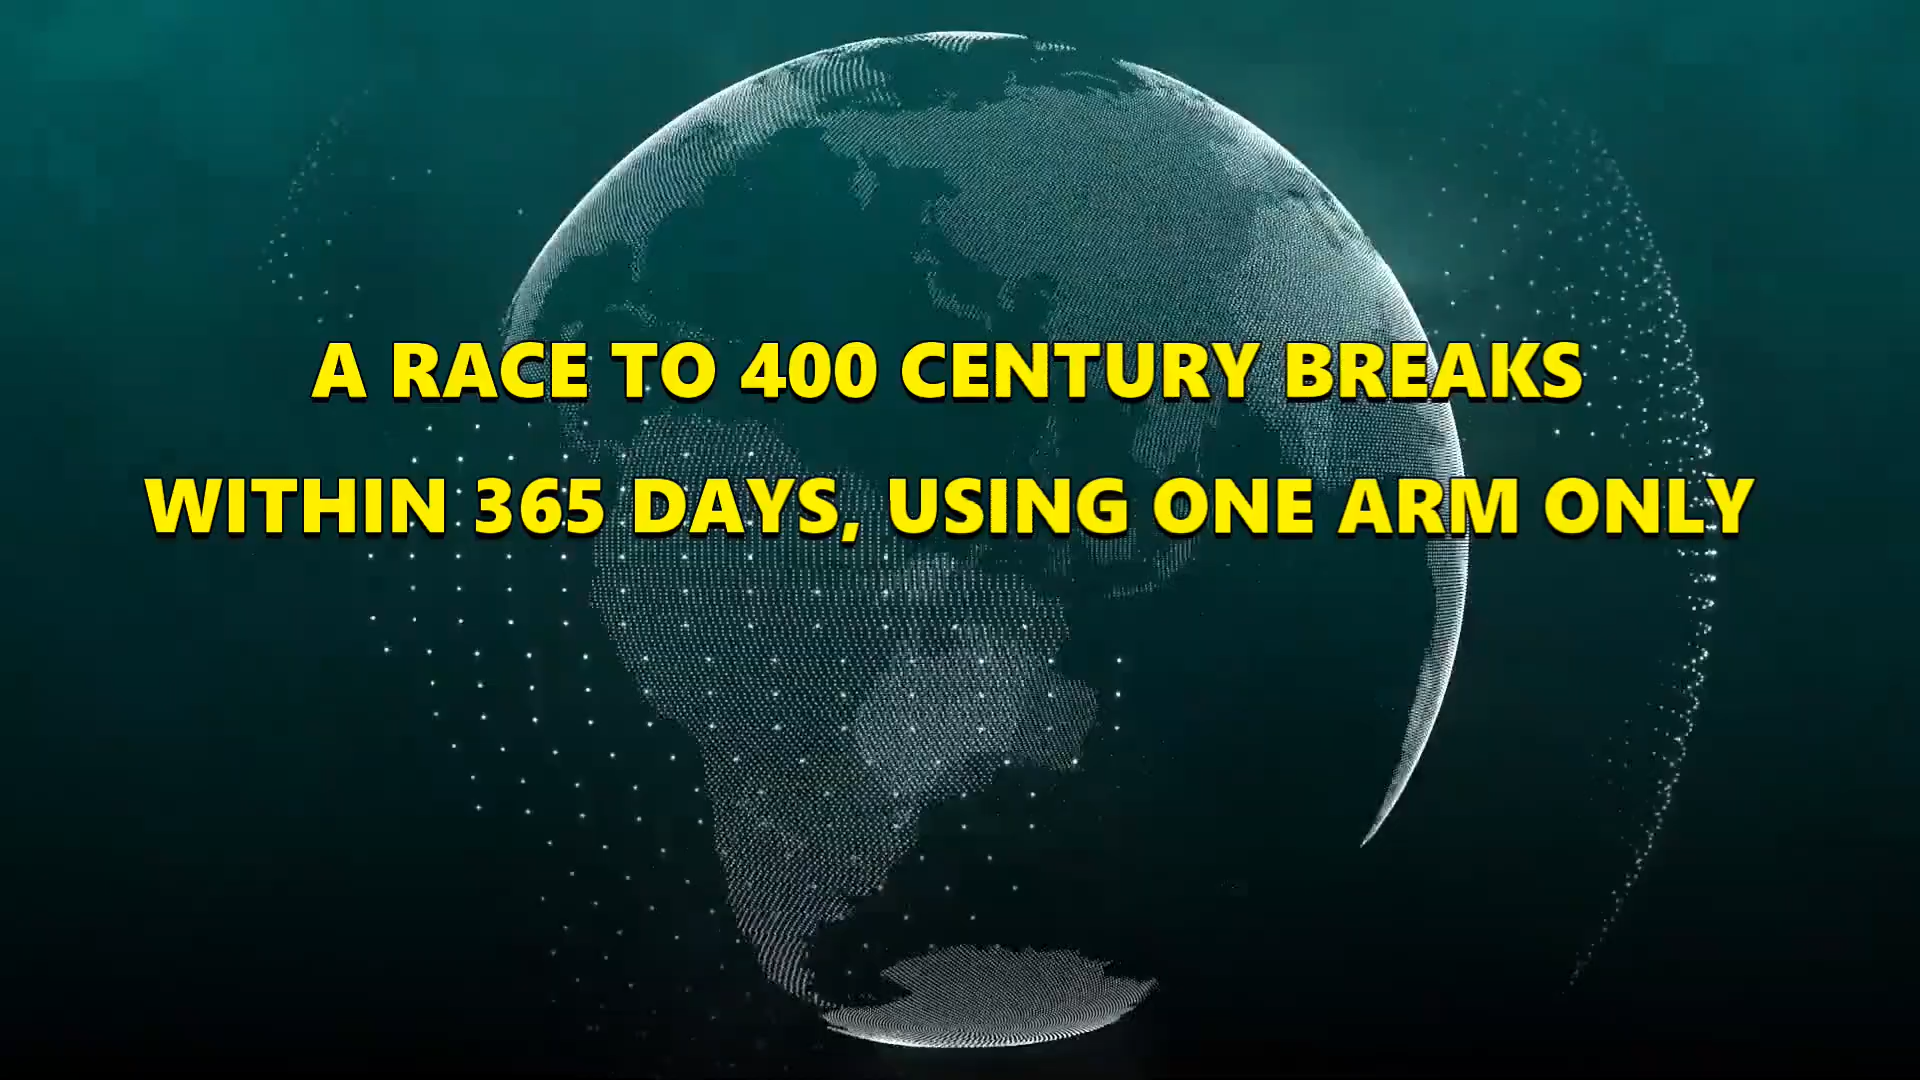 A RACE TO 400 CENTURY BREAKS
WITHIN 365 DAYS, USING ONE ARM ONLY